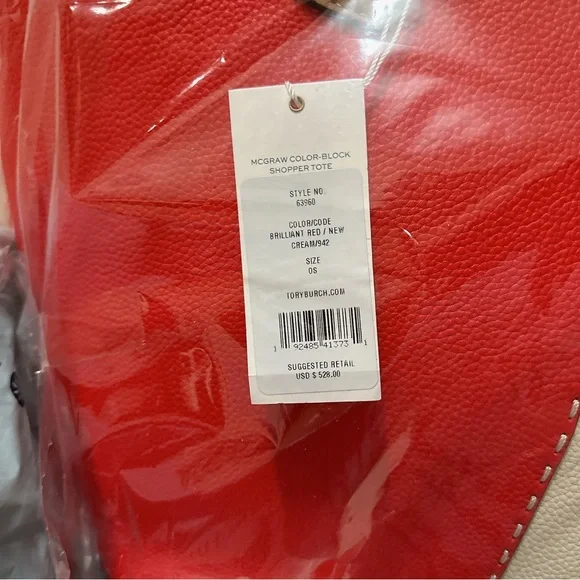 MCGRAW COLOR-BLOCK
SHOPPER TOTE
STYLE NO.
63960
COLOR/CODE
BRILLIANT RED / NEW
CREAM/942
SIZE
OS
TORYBURCH.COM
1 92485 41373 1
SUGGESTED RETAIL
USD $ 528.00